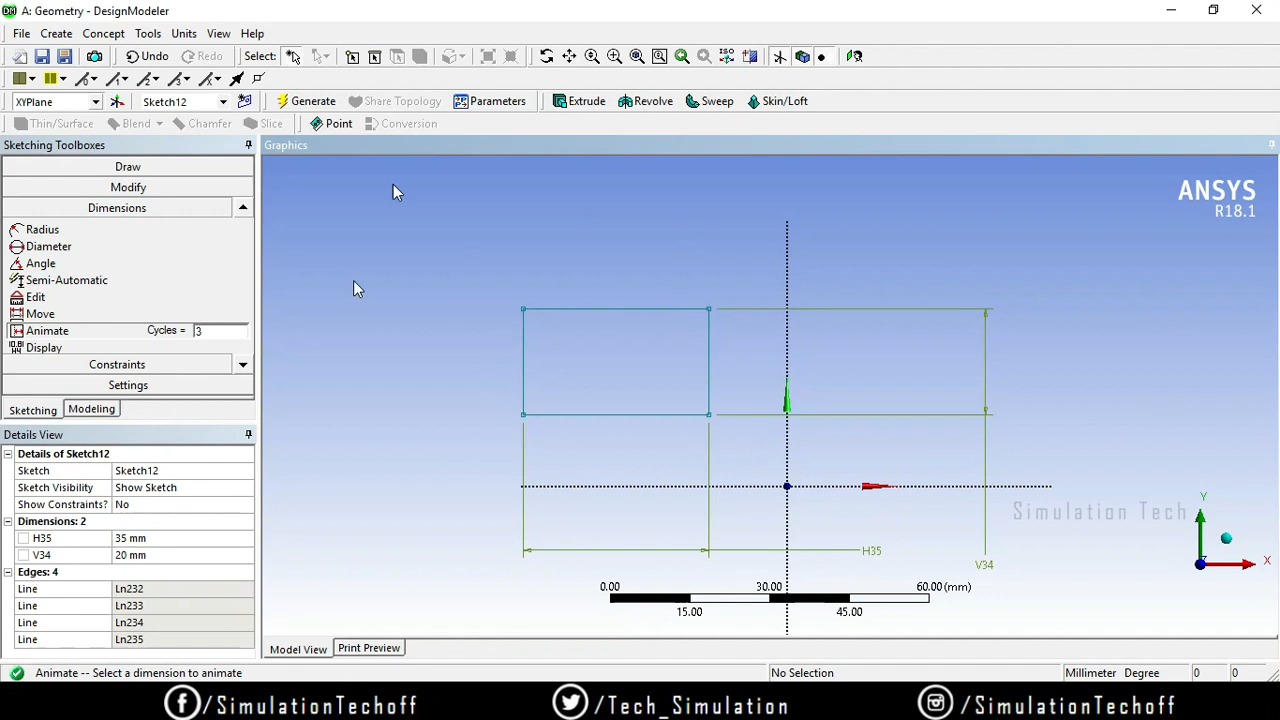 DM A: Geometry - DesignModeler
File Create Concept Tools Units View Help
Undo Redo Select: ISO
XYPlane Sketch12 Generate Share Topology Parameters Extrude Revolve Sweep Skin/Loft
Thin/Surface Blend Chamfer Slice Point Conversion
Sketching Toolboxes
Draw
Modify
Dimensions
Radius
Diameter
Angle
Semi-Automatic
Edit
Move
Animate Cycles = 3
Display
Constraints
Settings
Sketching Modeling
Details View
Details of Sketch12
Sketch Sketch12
Sketch Visibility Show Sketch
Show Constraints? No
Dimensions: 2
H35 35 mm
V34 20 mm
Edges: 4
Line Ln232
Line Ln233
Line Ln234
Line Ln235
Graphics
ANSYS
R18.1
Simulation Tech
H35
V34
Y
X
0.00 30.00 60.00 (mm)
15.00 45.00
Model View Print Preview
Animate -- Select a dimension to animate No Selection Millimeter Degree 0 0
f/SimulationTechoff /Tech_Simulation /SimulationTechoff